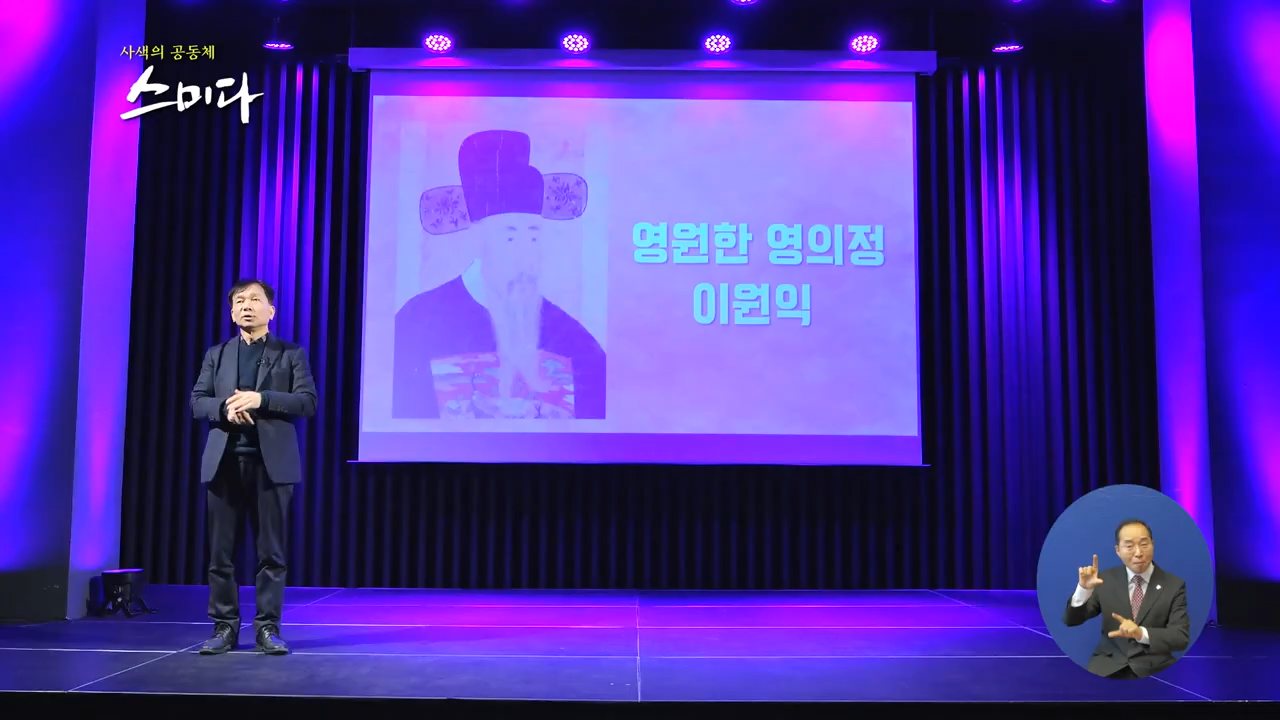 사색의 공동체
스미다
영원한 영의정
이원익